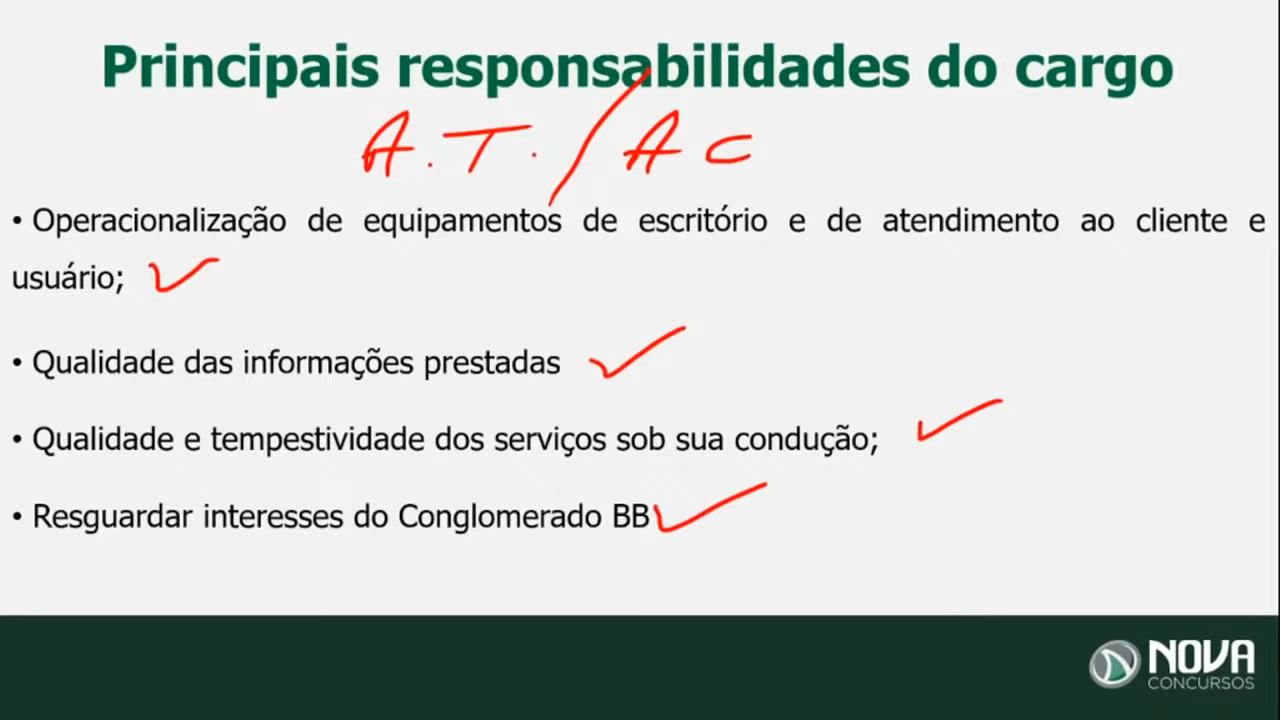 Principais responsabilidades do cargo
A.T./AC
• Operacionalização de equipamentos de escritório e de atendimento ao cliente e
usuário;
• Qualidade das informações prestadas
• Qualidade e tempestividade dos serviços sob sua condução;
• Resguardar interesses do Conglomerado BB
NOVA
CONCURSOS